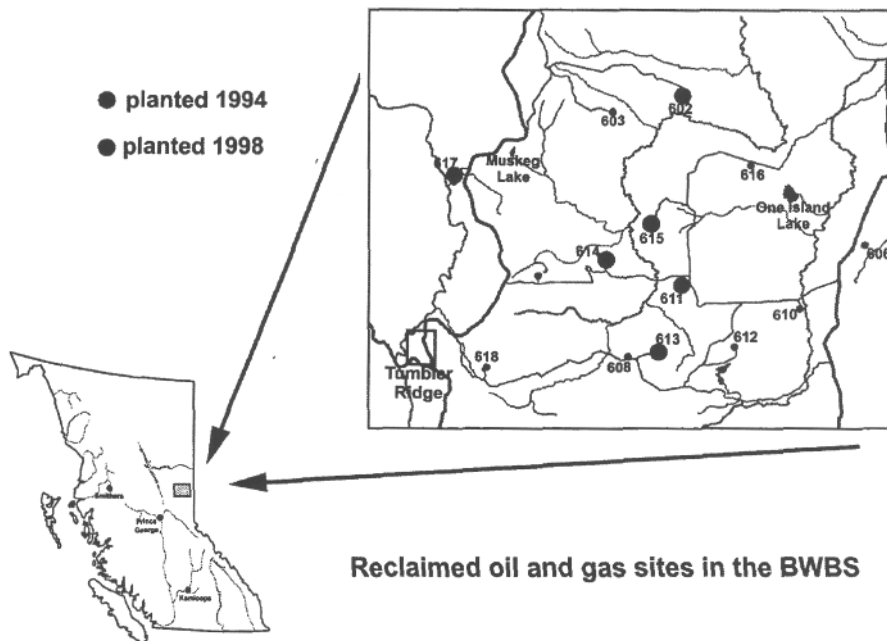 planted 1994
planted 1998
602
603
617
Muskeg
Lake
616
One Island
Lake
615
606
614
611
610
613
612
608
618
Tumbler
Ridge
Smithers
Prince
George
Kamloops
Reclaimed oil and gas sites in the BWBS